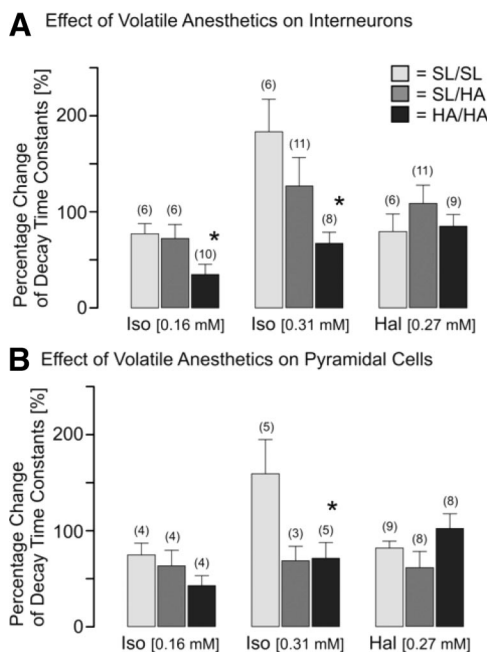 A Effect of Volatile Anesthetics on Interneurons
= SL/SL
= SL/HA
= HA/HA
Percentage Change
of Decay Time Constants [%]
200
100
0
(6) (6) (10) *
(6) (11) (8) *
(6) (11) (9)
Iso [0.16 mM] Iso [0.31 mM] Hal [0.27 mM]
B Effect of Volatile Anesthetics on Pyramidal Cells
Percentage Change
of Decay Time Constants [%]
200
100
0
(4) (4) (4)
(5) (3) (5) *
(9) (8) (8)
Iso [0.16 mM] Iso [0.31 mM] Hal [0.27 mM]